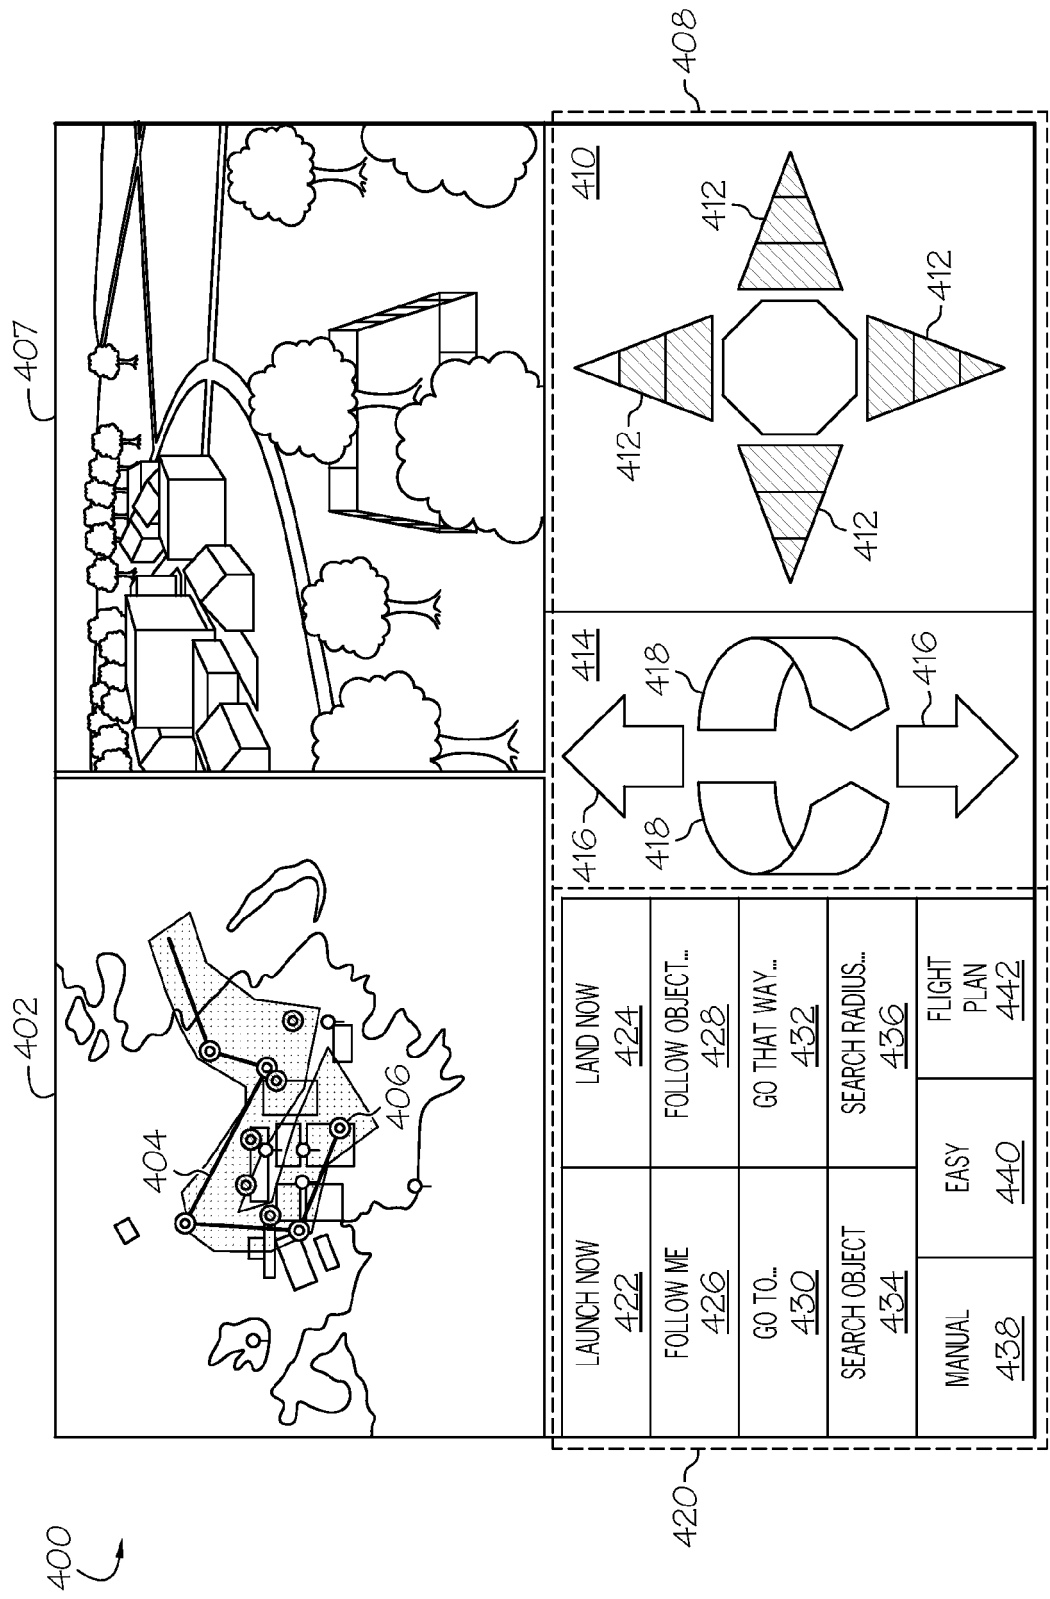 400
402
407
404
406
420
LAUNCH NOW
422
LAND NOW
424
FOLLOW ME
426
FOLLOW OBJECT...
428
GO TO...
430
GO THAT WAY...
432
SEARCH OBJECT
434
SEARCH RADIUS...
436
MANUAL
438
EASY
440
FLIGHT
PLAN
442
414
416
418
418
416
410
412
412
412
412
408